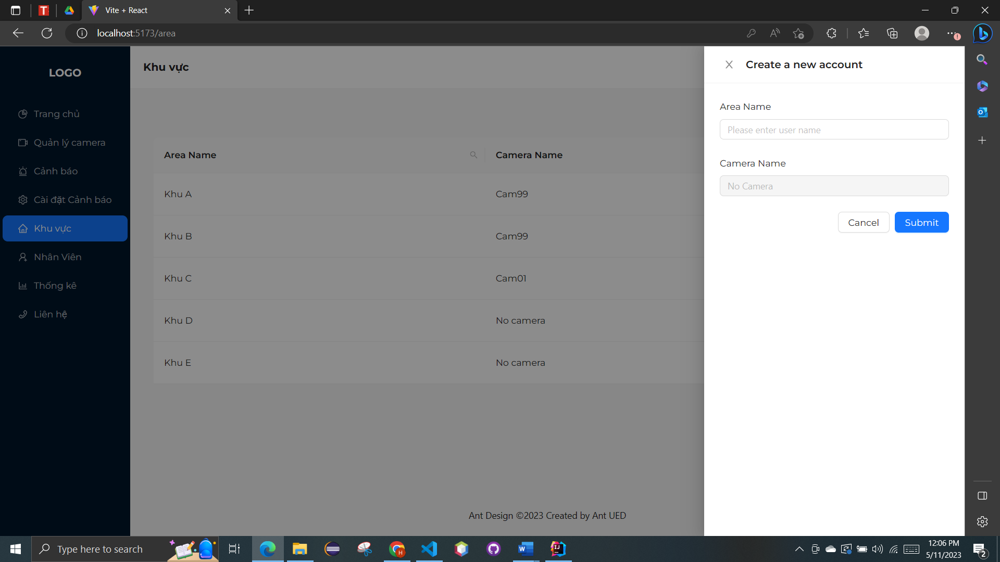 Vite + React
localhost:5173/area
LOGO
Trang chủ
Quản lý camera
Cảnh báo
Cài đặt Cảnh báo
Khu vực
Nhân Viên
Thống kê
Liên hệ
Khu vực
Area Name
Camera Name
Khu A
Cam99
Khu B
Cam99
Khu C
Cam01
Khu D
No camera
Khu E
No camera
Ant Design ©2023 Created by Ant UED
Create a new account
Area Name
Please enter user name
Camera Name
No Camera
Cancel
Submit
Type here to search
12:06 PM
5/11/2023
2